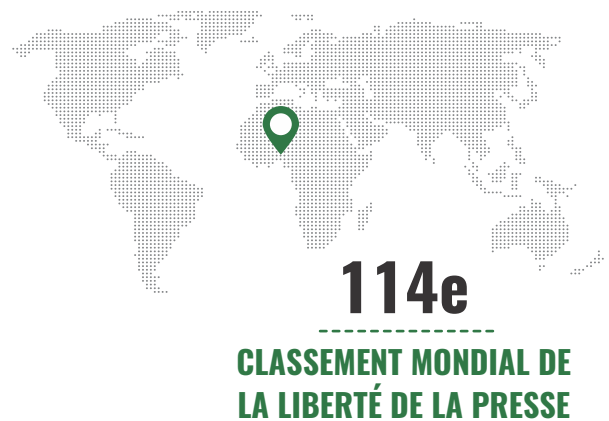 114e
CLASSEMENT MONDIAL DE
LA LIBERTÉ DE LA PRESSE